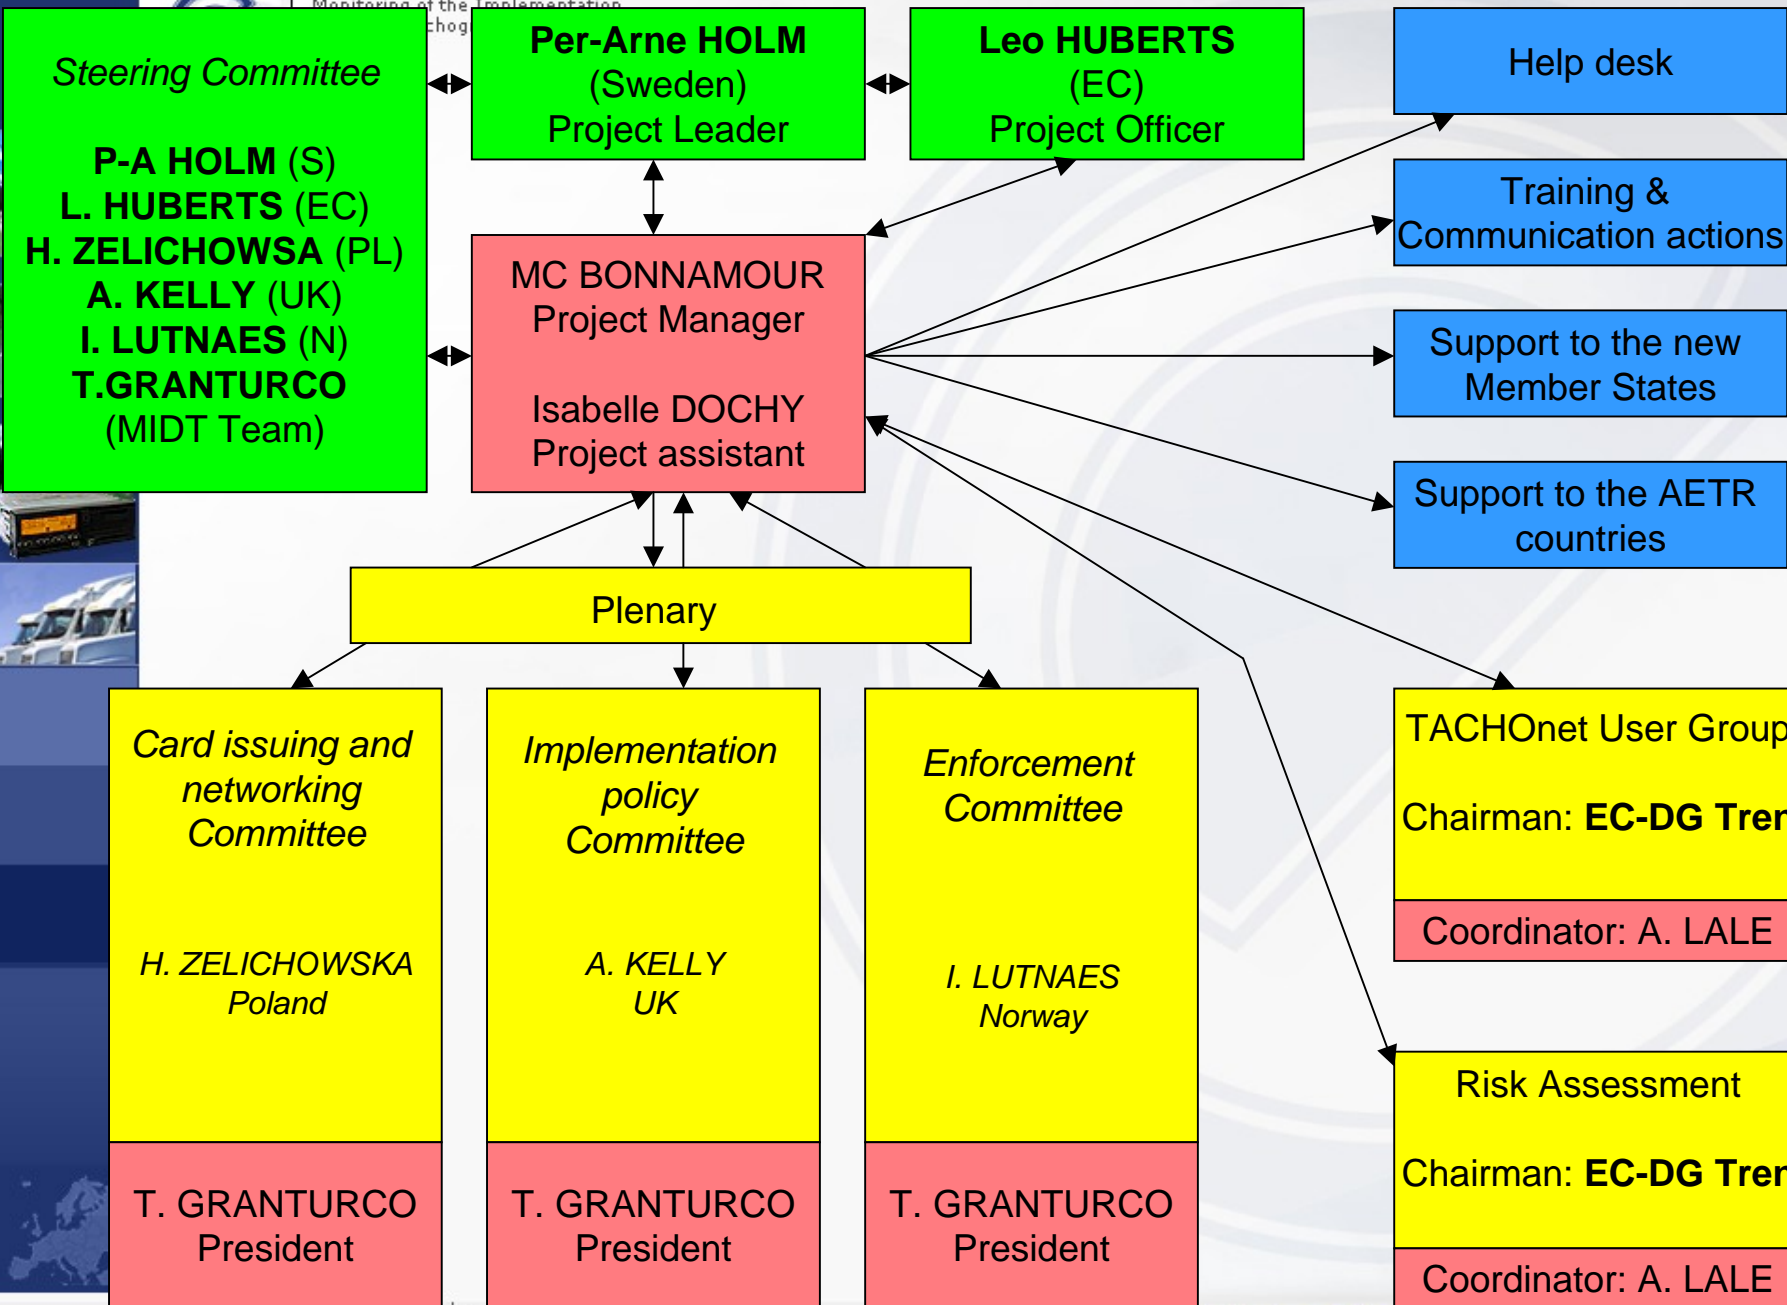 Monitoring of the Implementation
Steering Committee
P-A HOLM (S)
L. HUBERTS (EC)
H. ZELICHOWSA (PL)
A. KELLY (UK)
I. LUTNAES (N)
T.GRANTURCO
(MIDT Team)
Per-Arne HOLM
(Sweden)
Project Leader
Leo HUBERTS
(EC)
Project Officer
Help desk
Training &
Communication actions
Support to the new
Member States
Support to the AETR
countries
MC BONNAMOUR
Project Manager
Isabelle DOCHY
Project assistant
Plenary
Card issuing and
networking
Committee
H. ZELICHOWSKA
Poland
T. GRANTURCO
President
Implementation
policy
Committee
A. KELLY
UK
T. GRANTURCO
President
Enforcement
Committee
I. LUTNAES
Norway
T. GRANTURCO
President
TACHOnet User Group
Chairman: EC-DG Tren
Coordinator: A. LALE
Risk Assessment
Chairman: EC-DG Tren
Coordinator: A. LALE